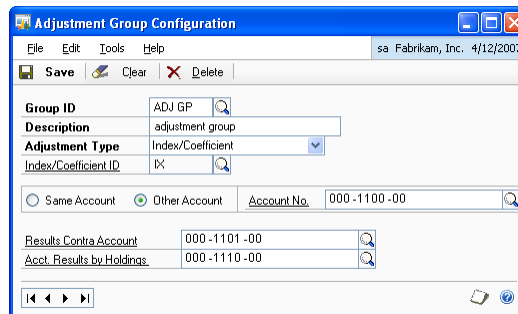 Adjustment Group Configuration
File Edit Tools Help sa Fabrikam, Inc. 4/12/2007
Save Clear Delete
Group ID ADJ GP
Description adjustment group
Adjustment Type Index/Coefficient
Index/Coefficient ID IX
Same Account Other Account Account No. 000 -1100 -00
Results Contra Account 000 -1101 -00
Acct. Results by Holdings 000 -1110 -00